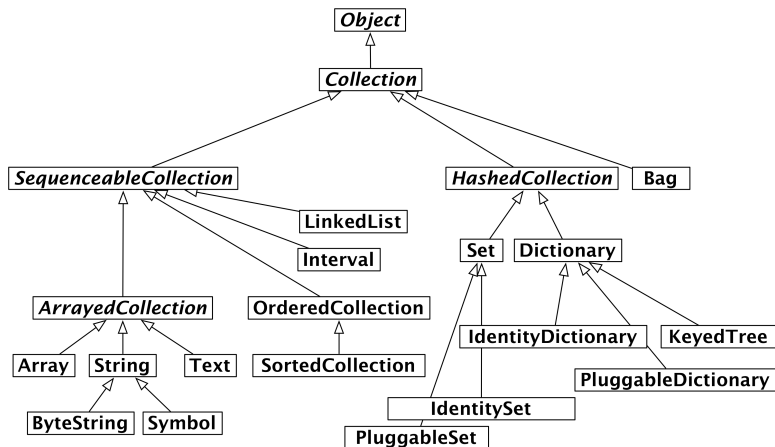 Object
Collection
SequenceableCollection
HashedCollection
Bag
LinkedList
Interval
Set
Dictionary
ArrayedCollection
OrderedCollection
IdentityDictionary
KeyedTree
Array
String
Text
SortedCollection
PluggableDictionary
ByteString
Symbol
IdentitySet
PluggableSet